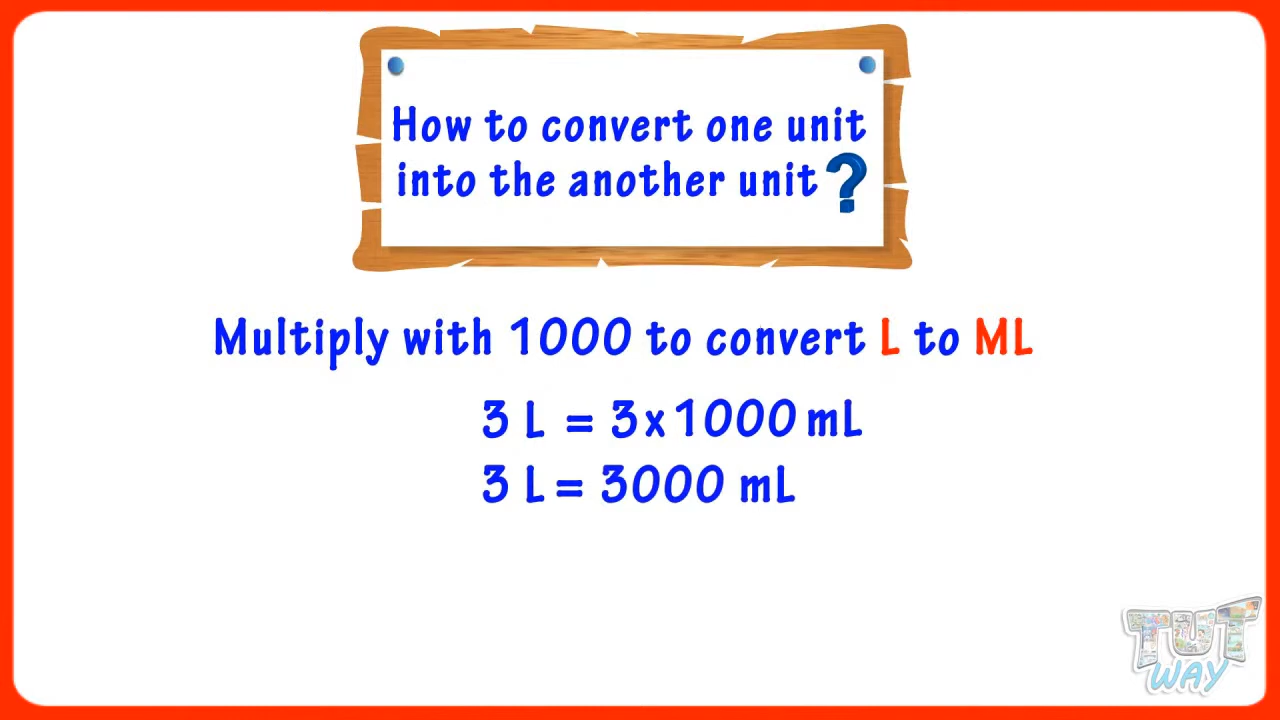 How to convert one unit
into the another unit?
Multiply with 1000 to convert L to ML
3 L = 3x1000 mL
3 L = 3000 mL
TUT
WAY